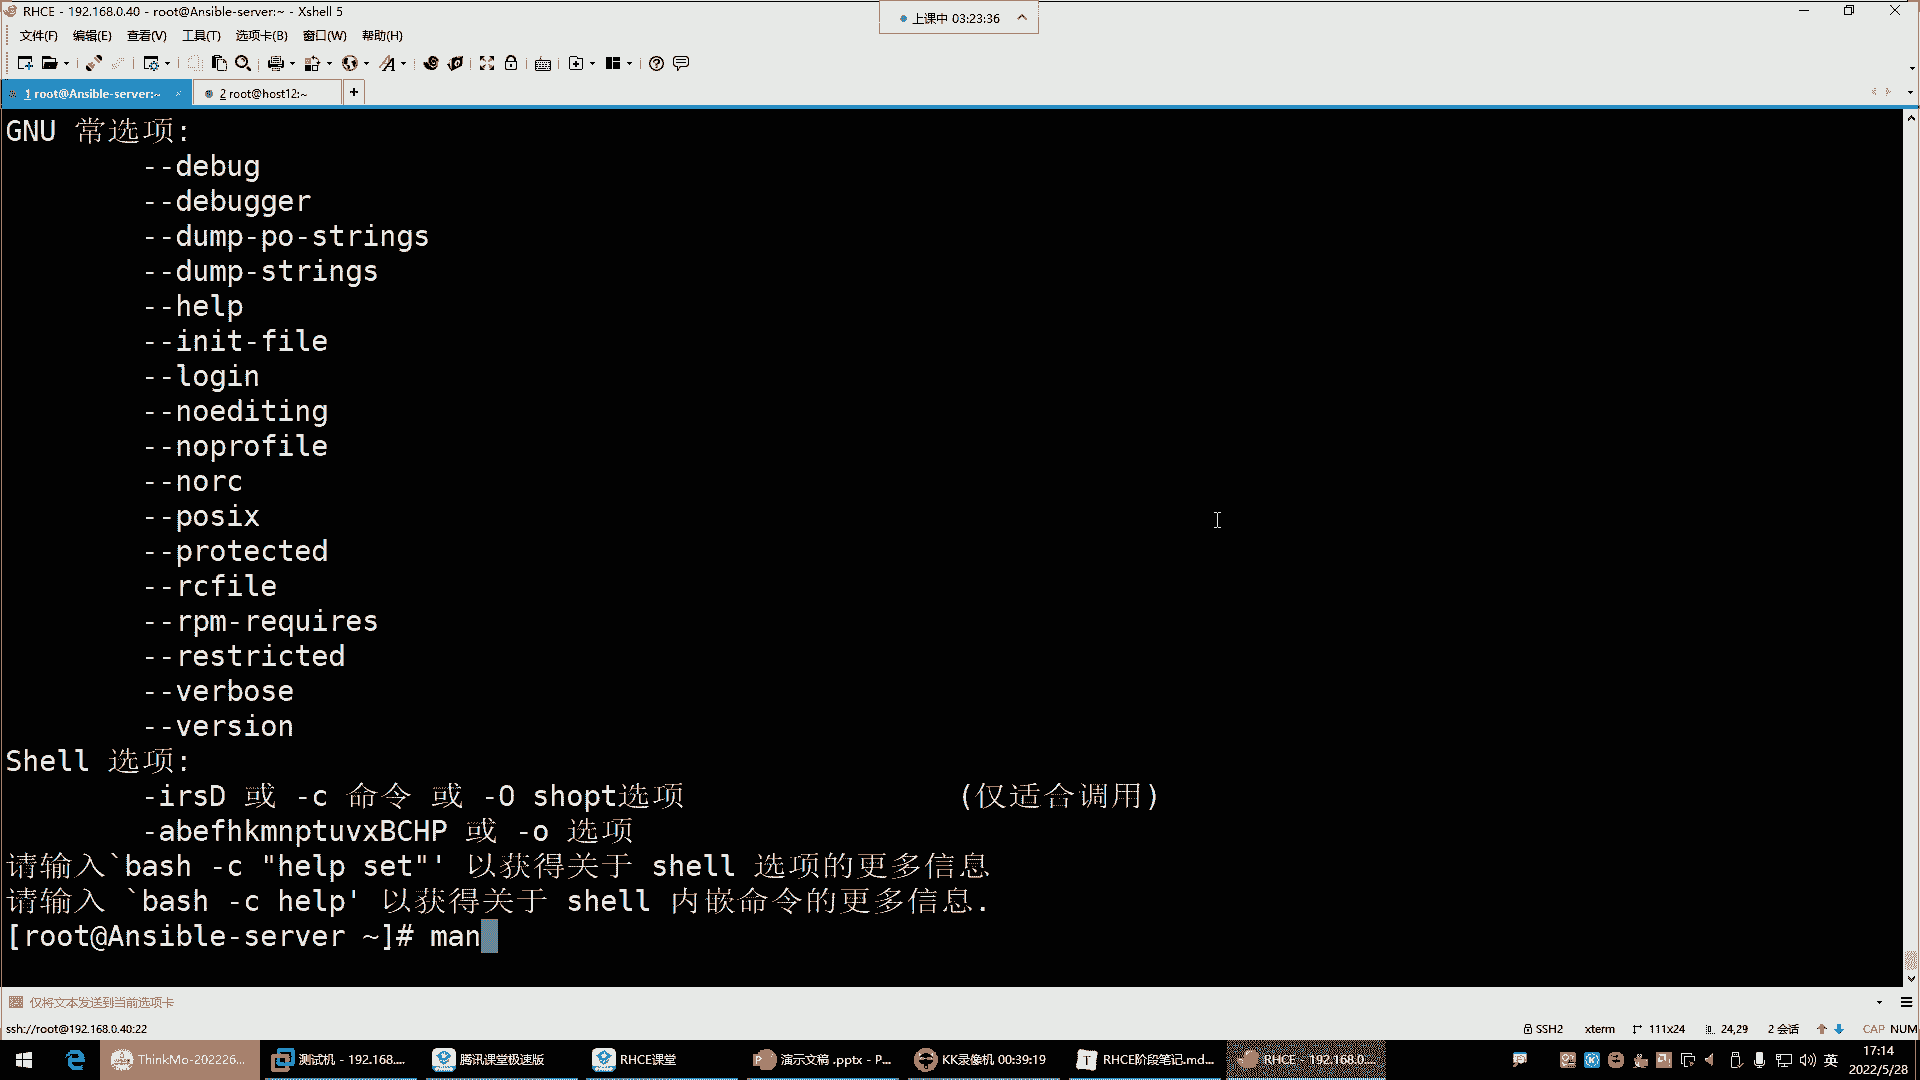 RHCE - 192.168.0.40 - root@Ansible-server:~ - Xshell 5
上课中 03:23:36
文件(F) 编辑(E) 查看(V) 工具(T) 选项卡(B) 窗口(W) 帮助(H)
1 root@Ansible-server:~ × 2 root@host12:~ +
GNU 常选项:
--debug
--debugger
--dump-po-strings
--dump-strings
--help
--init-file
--login
--noediting
--noprofile
--norc
--posix
--protected
--rcfile
--rpm-requires
--restricted
--verbose
--version
Shell 选项:
-irsD 或 -c 命令 或 -O shopt选项 (仅适合调用)
-abefhkmnptuvxBCHP 或 -o 选项
请输入`bash -c "help set"' 以获得关于 shell 选项的更多信息
请输入 `bash -c help' 以获得关于 shell 内嵌命令的更多信息.
[root@Ansible-server ~]# man
仅将文本发送到当前选项卡
ssh://root@192.168.0.40:22 SSH2 xterm 111x24 24,29 2 会话 CAP NUM
ThinkMo-202226... 测试机 - 192.168.... 腾讯课堂极速版 RHCE课堂 演示文稿 .pptx - P... KK录像机 00:39:19 RHCE阶段笔记.md... RHCE - 192.168.0.... 英 17:14
2022/5/28